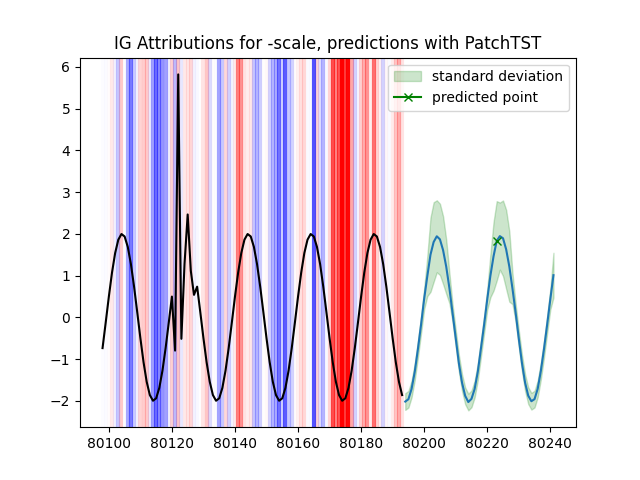 IG Attributions for -scale, predictions with PatchTST
standard deviation
predicted point
6
5
4
3
2
1
0
−1
−2
80100 80120 80140 80160 80180 80200 80220 80240